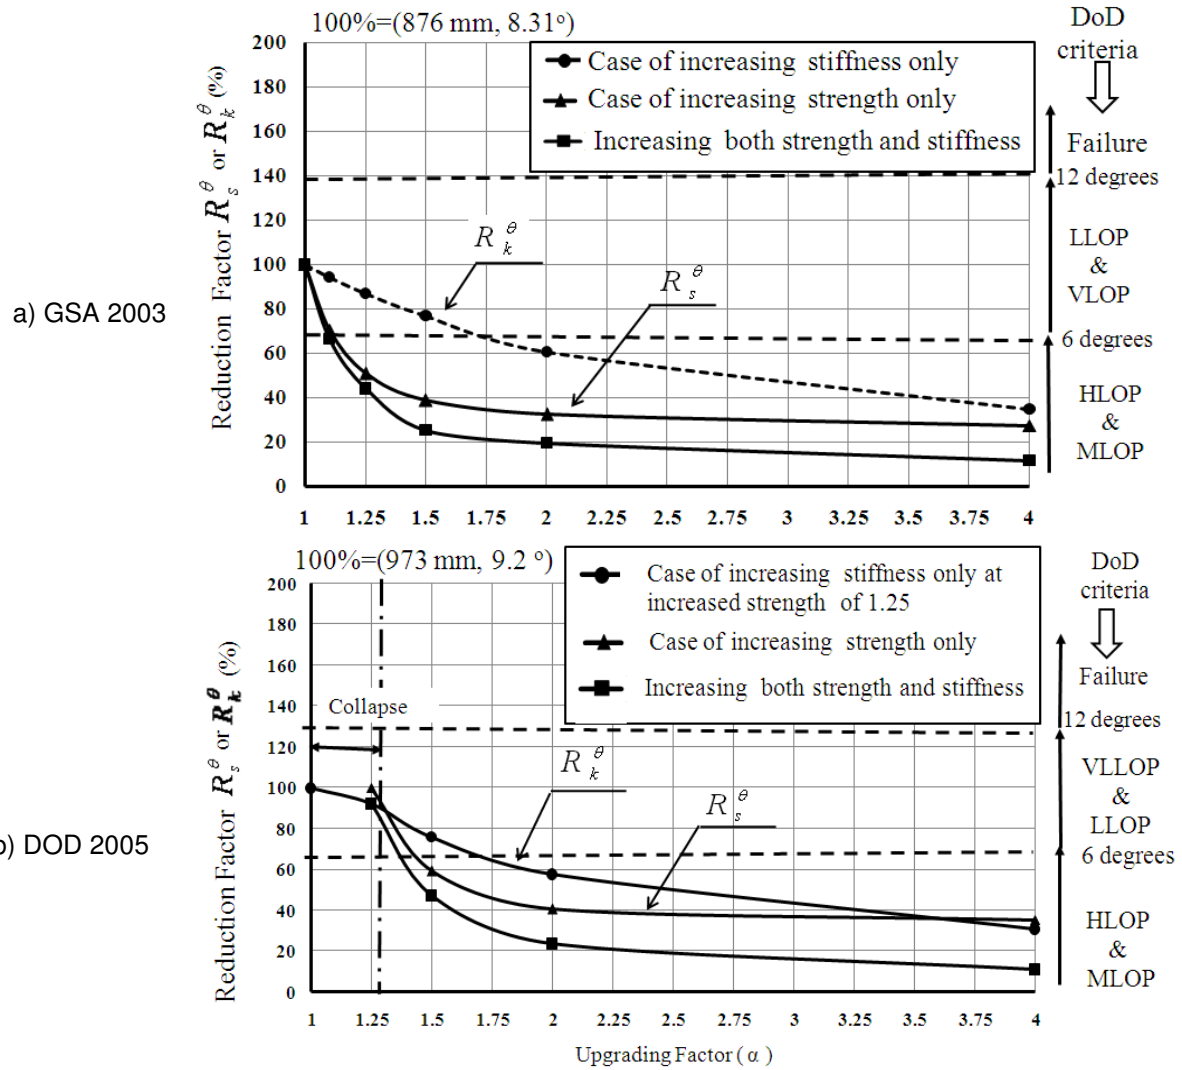 100%=(876 mm, 8.31°)
DoD
criteria
200
180
160
140
120
100
80
60
40
20
0
Reduction Factor R_s^θ or R_k^θ (%)
Case of increasing stiffness only
Case of increasing strength only
Increasing both strength and stiffness
Failure
12 degrees
R_k^θ
R_s^θ
LLOP
&
VLOP
6 degrees
HLOP
&
MLOP
a) GSA 2003
1 1.25 1.5 1.75 2 2.25 2.5 2.75 3 3.25 3.5 3.75 4
100%=(973 mm, 9.2 °)
DoD
criteria
200
180
160
140
120
100
80
60
40
20
0
Reduction Factor R_s^θ or R_k^θ (%)
Case of increasing stiffness only at
increased strength of 1.25
Case of increasing strength only
Increasing both strength and stiffness
Collapse
Failure
12 degrees
R_k^θ
R_s^θ
VLLOP
&
LLOP
6 degrees
HLOP
&
MLOP
) DOD 2005
1 1.25 1.5 1.75 2 2.25 2.5 2.75 3 3.25 3.5 3.75 4
Upgrading Factor ( α )